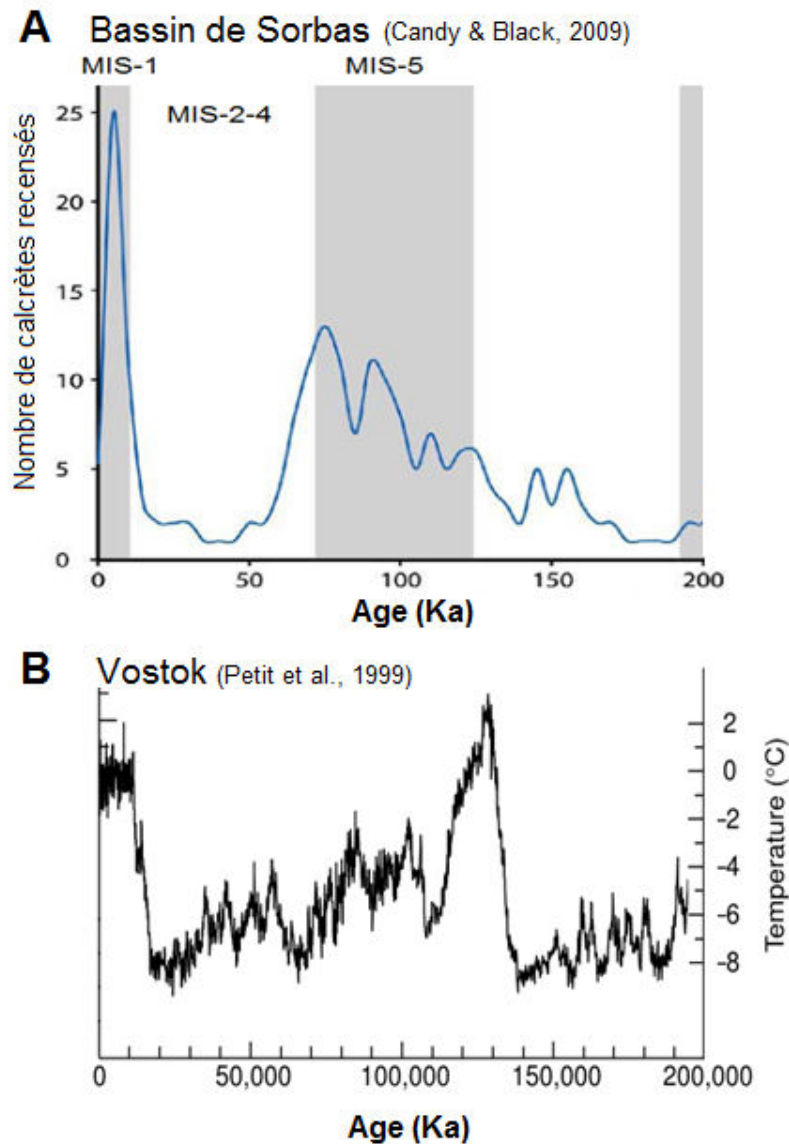 A Bassin de Sorbas (Candy & Black, 2009)
MIS-1
MIS-5
MIS-2-4
Nombre de calcrètes recensés
25
20
15
10
5
0
0 50 100 150 200
Age (Ka)
B Vostok (Petit et al., 1999)
2
0
-2
-4
-6
-8
Temperature (°C)
0 50,000 100,000 150,000 200,000
Age (Ka)